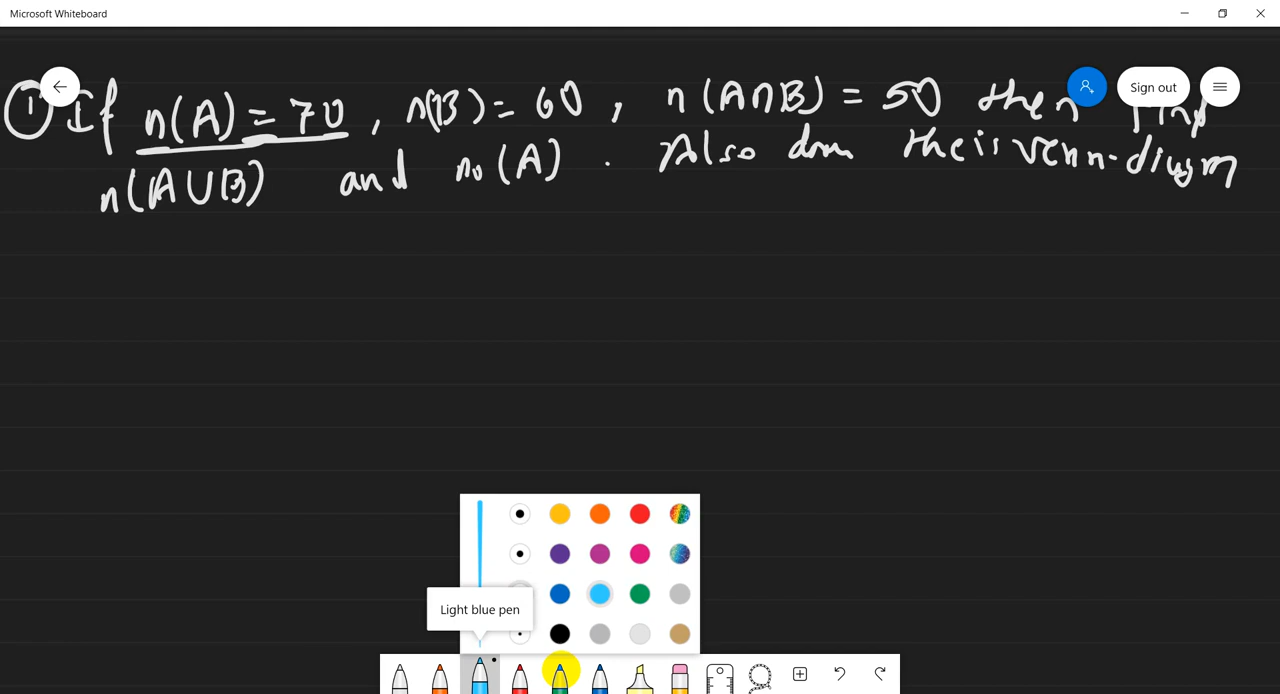 Microsoft Whiteboard
Sign out
① If n(A) = 70 , n(B) = 60 , n(A∩B) = 50 then find
n(A∪B) and no(A) . Also draw their venn-diagram
Light blue pen